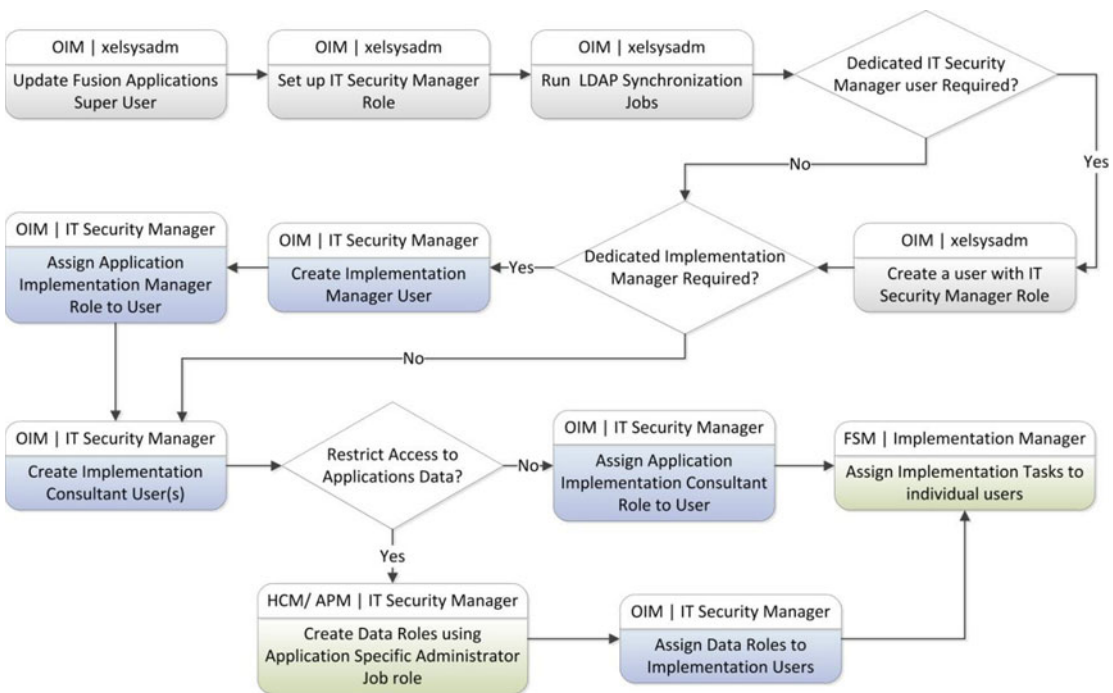 OIM | xelsysadm
Update Fusion Applications
Super User
OIM | xelsysadm
Set up IT Security Manager
Role
OIM | xelsysadm
Run LDAP Synchronization
Jobs
Dedicated IT Security
Manager user Required?
Yes
No
OIM | xelsysadm
Create a user with IT
Security Manager Role
Dedicated Implementation
Manager Required?
Yes
OIM | IT Security Manager
Create Implementation
Manager User
OIM | IT Security Manager
Assign Application
Implementation Manager
Role to User
No
OIM | IT Security Manager
Create Implementation
Consultant User(s)
Restrict Access to
Applications Data?
No
OIM | IT Security Manager
Assign Application
Implementation Consultant
Role to User
FSM | Implementation Manager
Assign Implementation Tasks to
individual users
Yes
HCM/ APM | IT Security Manager
Create Data Roles using
Application Specific Administrator
Job role
OIM | IT Security Manager
Assign Data Roles to
Implementation Users